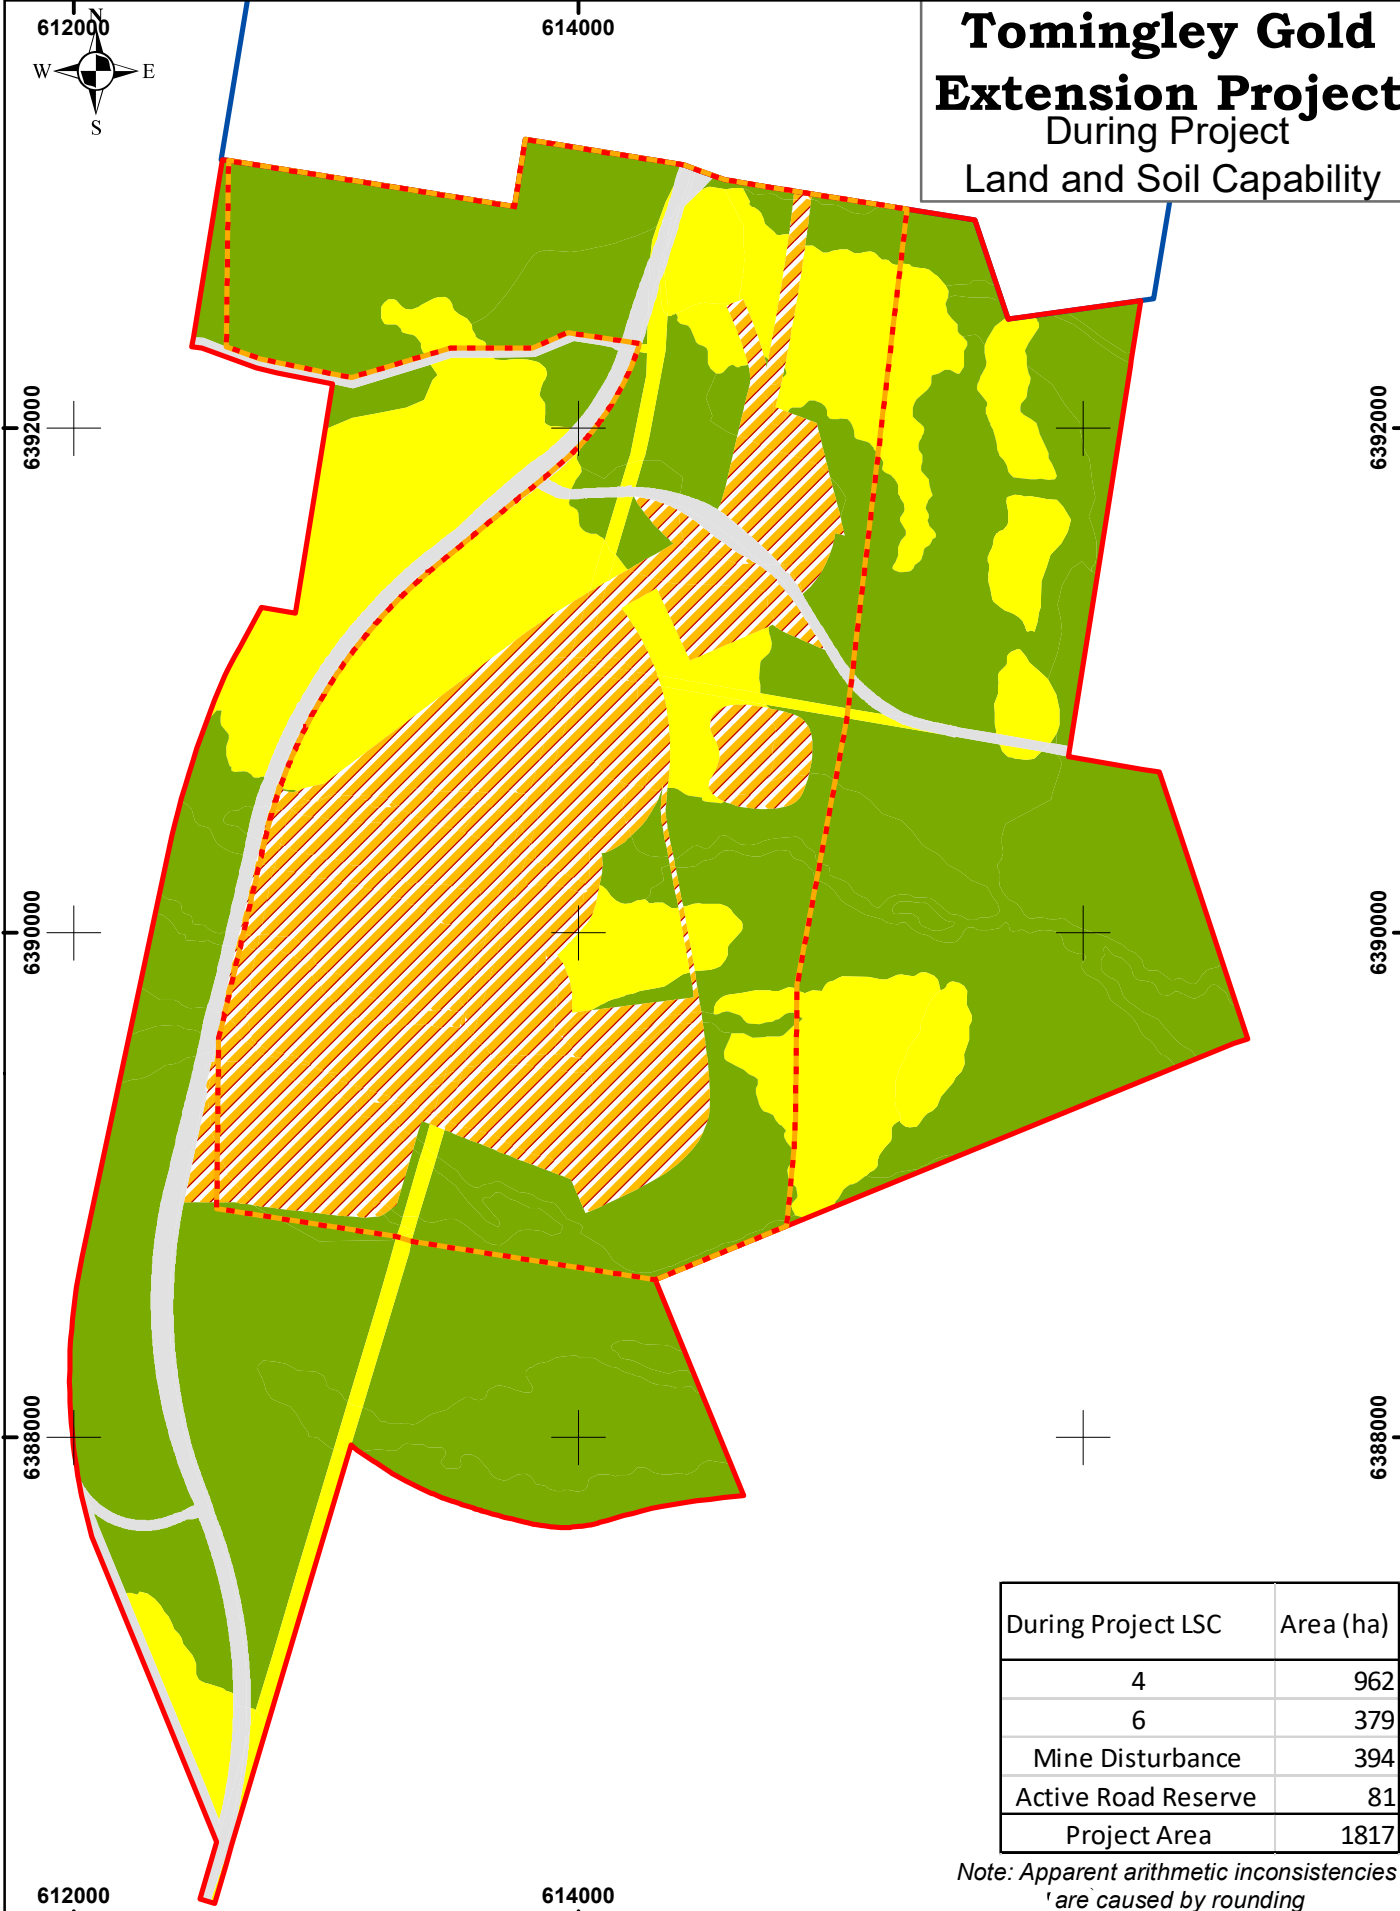 612000
614000
N
W
E
S
Tomingley Gold
Extension Project
During Project
Land and Soil Capability
6392000
6392000
6390000
6390000
6388000
6388000
During Project LSC Area (ha)
4 962
6 379
Mine Disturbance 394
Active Road Reserve 81
Project Area 1817
Note: Apparent arithmetic inconsistencies
are caused by rounding
612000
614000